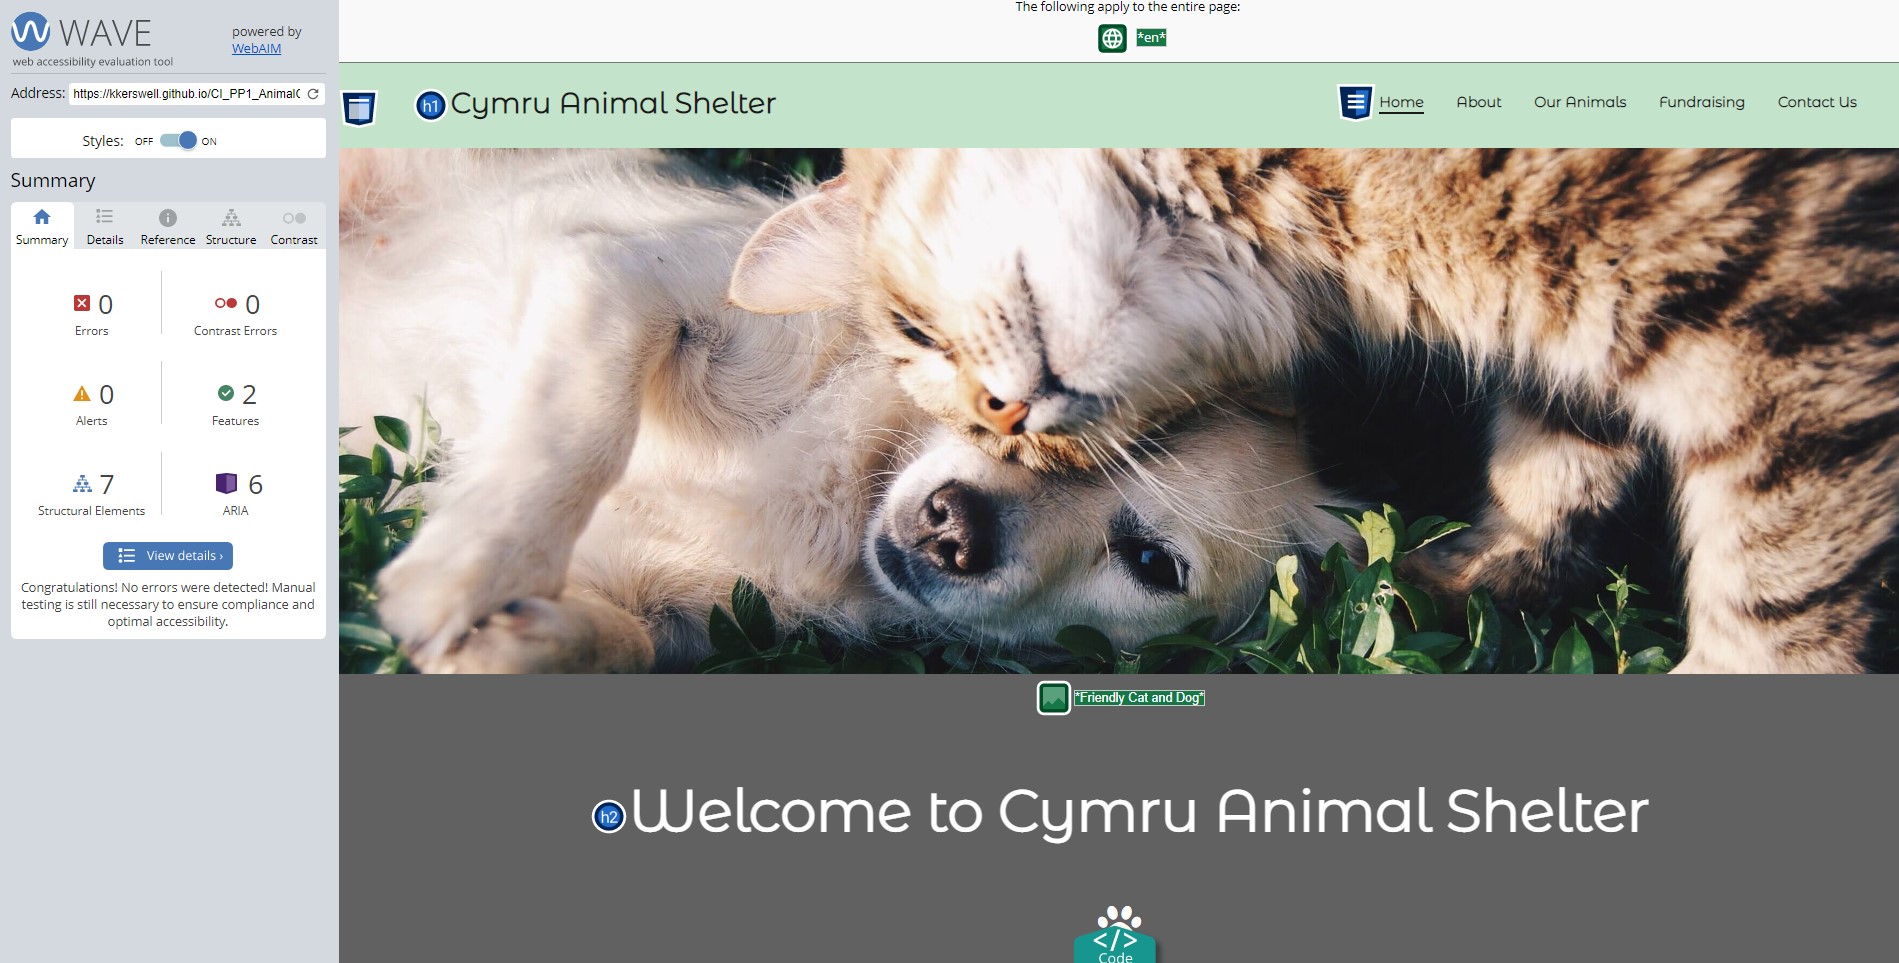 WAVE
web accessibility evaluation tool
powered by
WebAIM
Address: https://kkerswell.github.io/CI_PP1_AnimalC
Styles: OFF ON
Summary
Summary Details Reference Structure Contrast
0 Errors
0 Contrast Errors
0 Alerts
2 Features
7 Structural Elements
6 ARIA
View details ›
Congratulations! No errors were detected! Manual
testing is still necessary to ensure compliance and
optimal accessibility.
The following apply to the entire page:
*en*
h1 Cymru Animal Shelter
Home About Our Animals Fundraising Contact Us
*Friendly Cat and Dog*
h2 Welcome to Cymru Animal Shelter
</>
Code